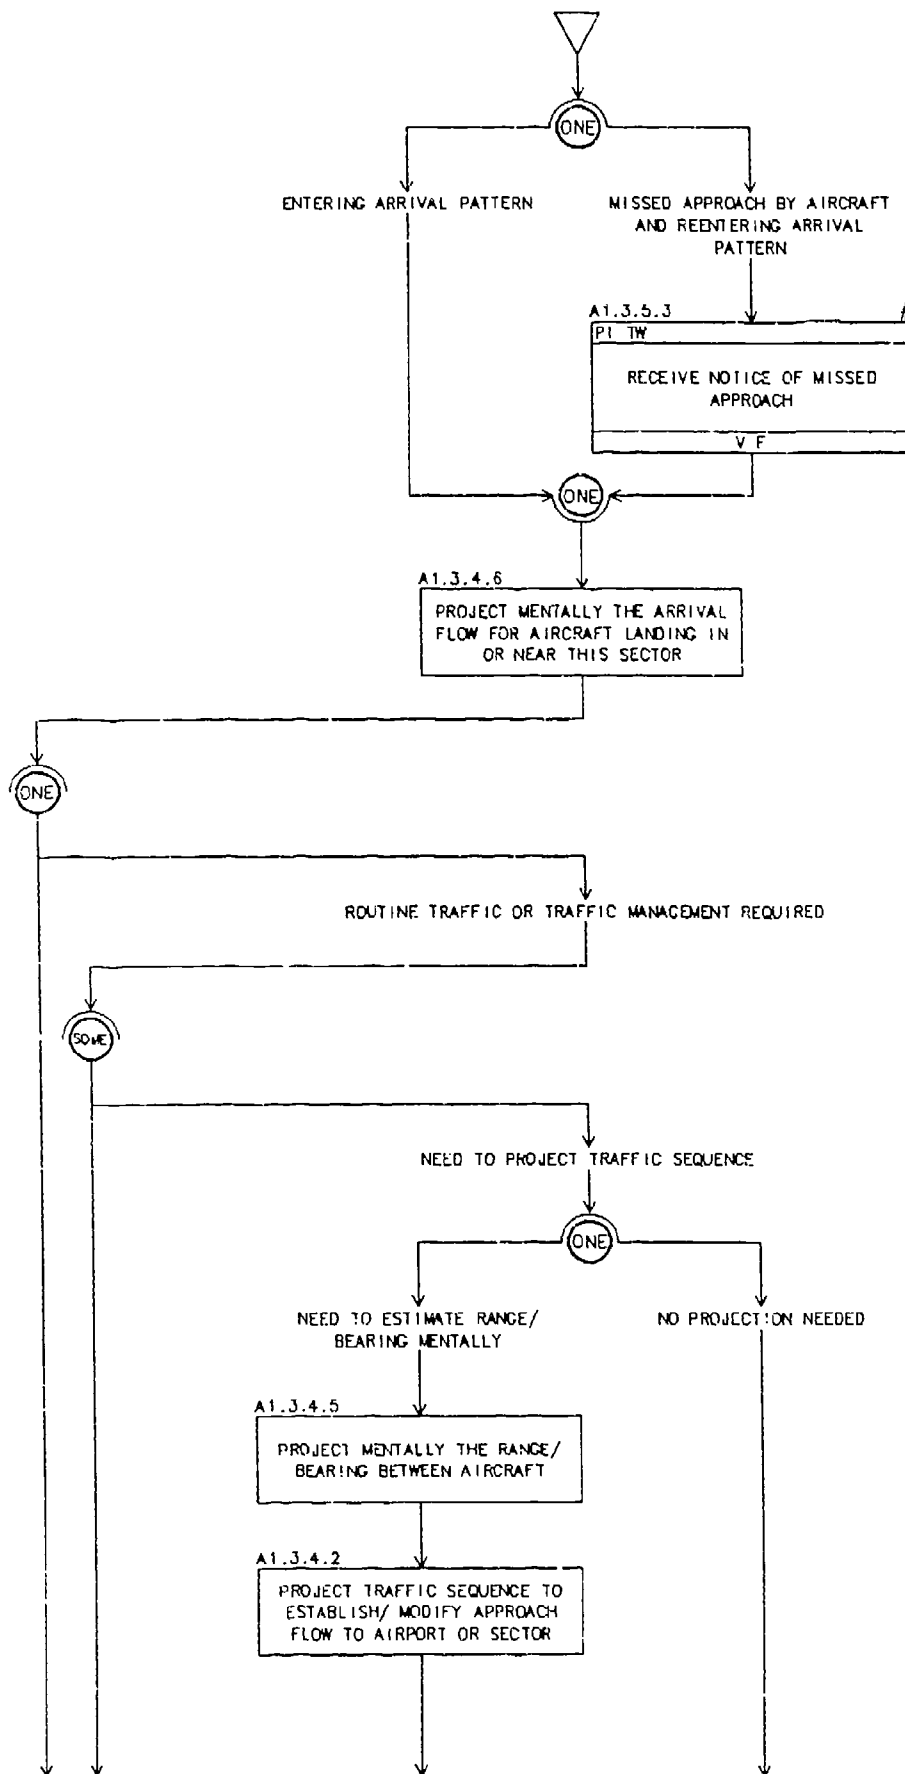 ONE
ENTERING ARRIVAL PATTERN
MISSED APPROACH BY AIRCRAFT
AND REENTERING ARRIVAL
PATTERN
A1.3.5.3
PI TW
RECEIVE NOTICE OF MISSED
APPROACH
V F
ONE
A1.3.4.6
PROJECT MENTALLY THE ARRIVAL
FLOW FOR AIRCRAFT LANDING IN
OR NEAR THIS SECTOR
ONE
ROUTINE TRAFFIC OR TRAFFIC MANAGEMENT REQUIRED
SOME
NEED TO PROJECT TRAFFIC SEQUENCE
ONE
NEED TO ESTIMATE RANGE/
BEARING MENTALLY
NO PROJECTION NEEDED
A1.3.4.5
PROJECT MENTALLY THE RANGE/
BEARING BETWEEN AIRCRAFT
A1.3.4.2
PROJECT TRAFFIC SEQUENCE TO
ESTABLISH/ MODIFY APPROACH
FLOW TO AIRPORT OR SECTOR